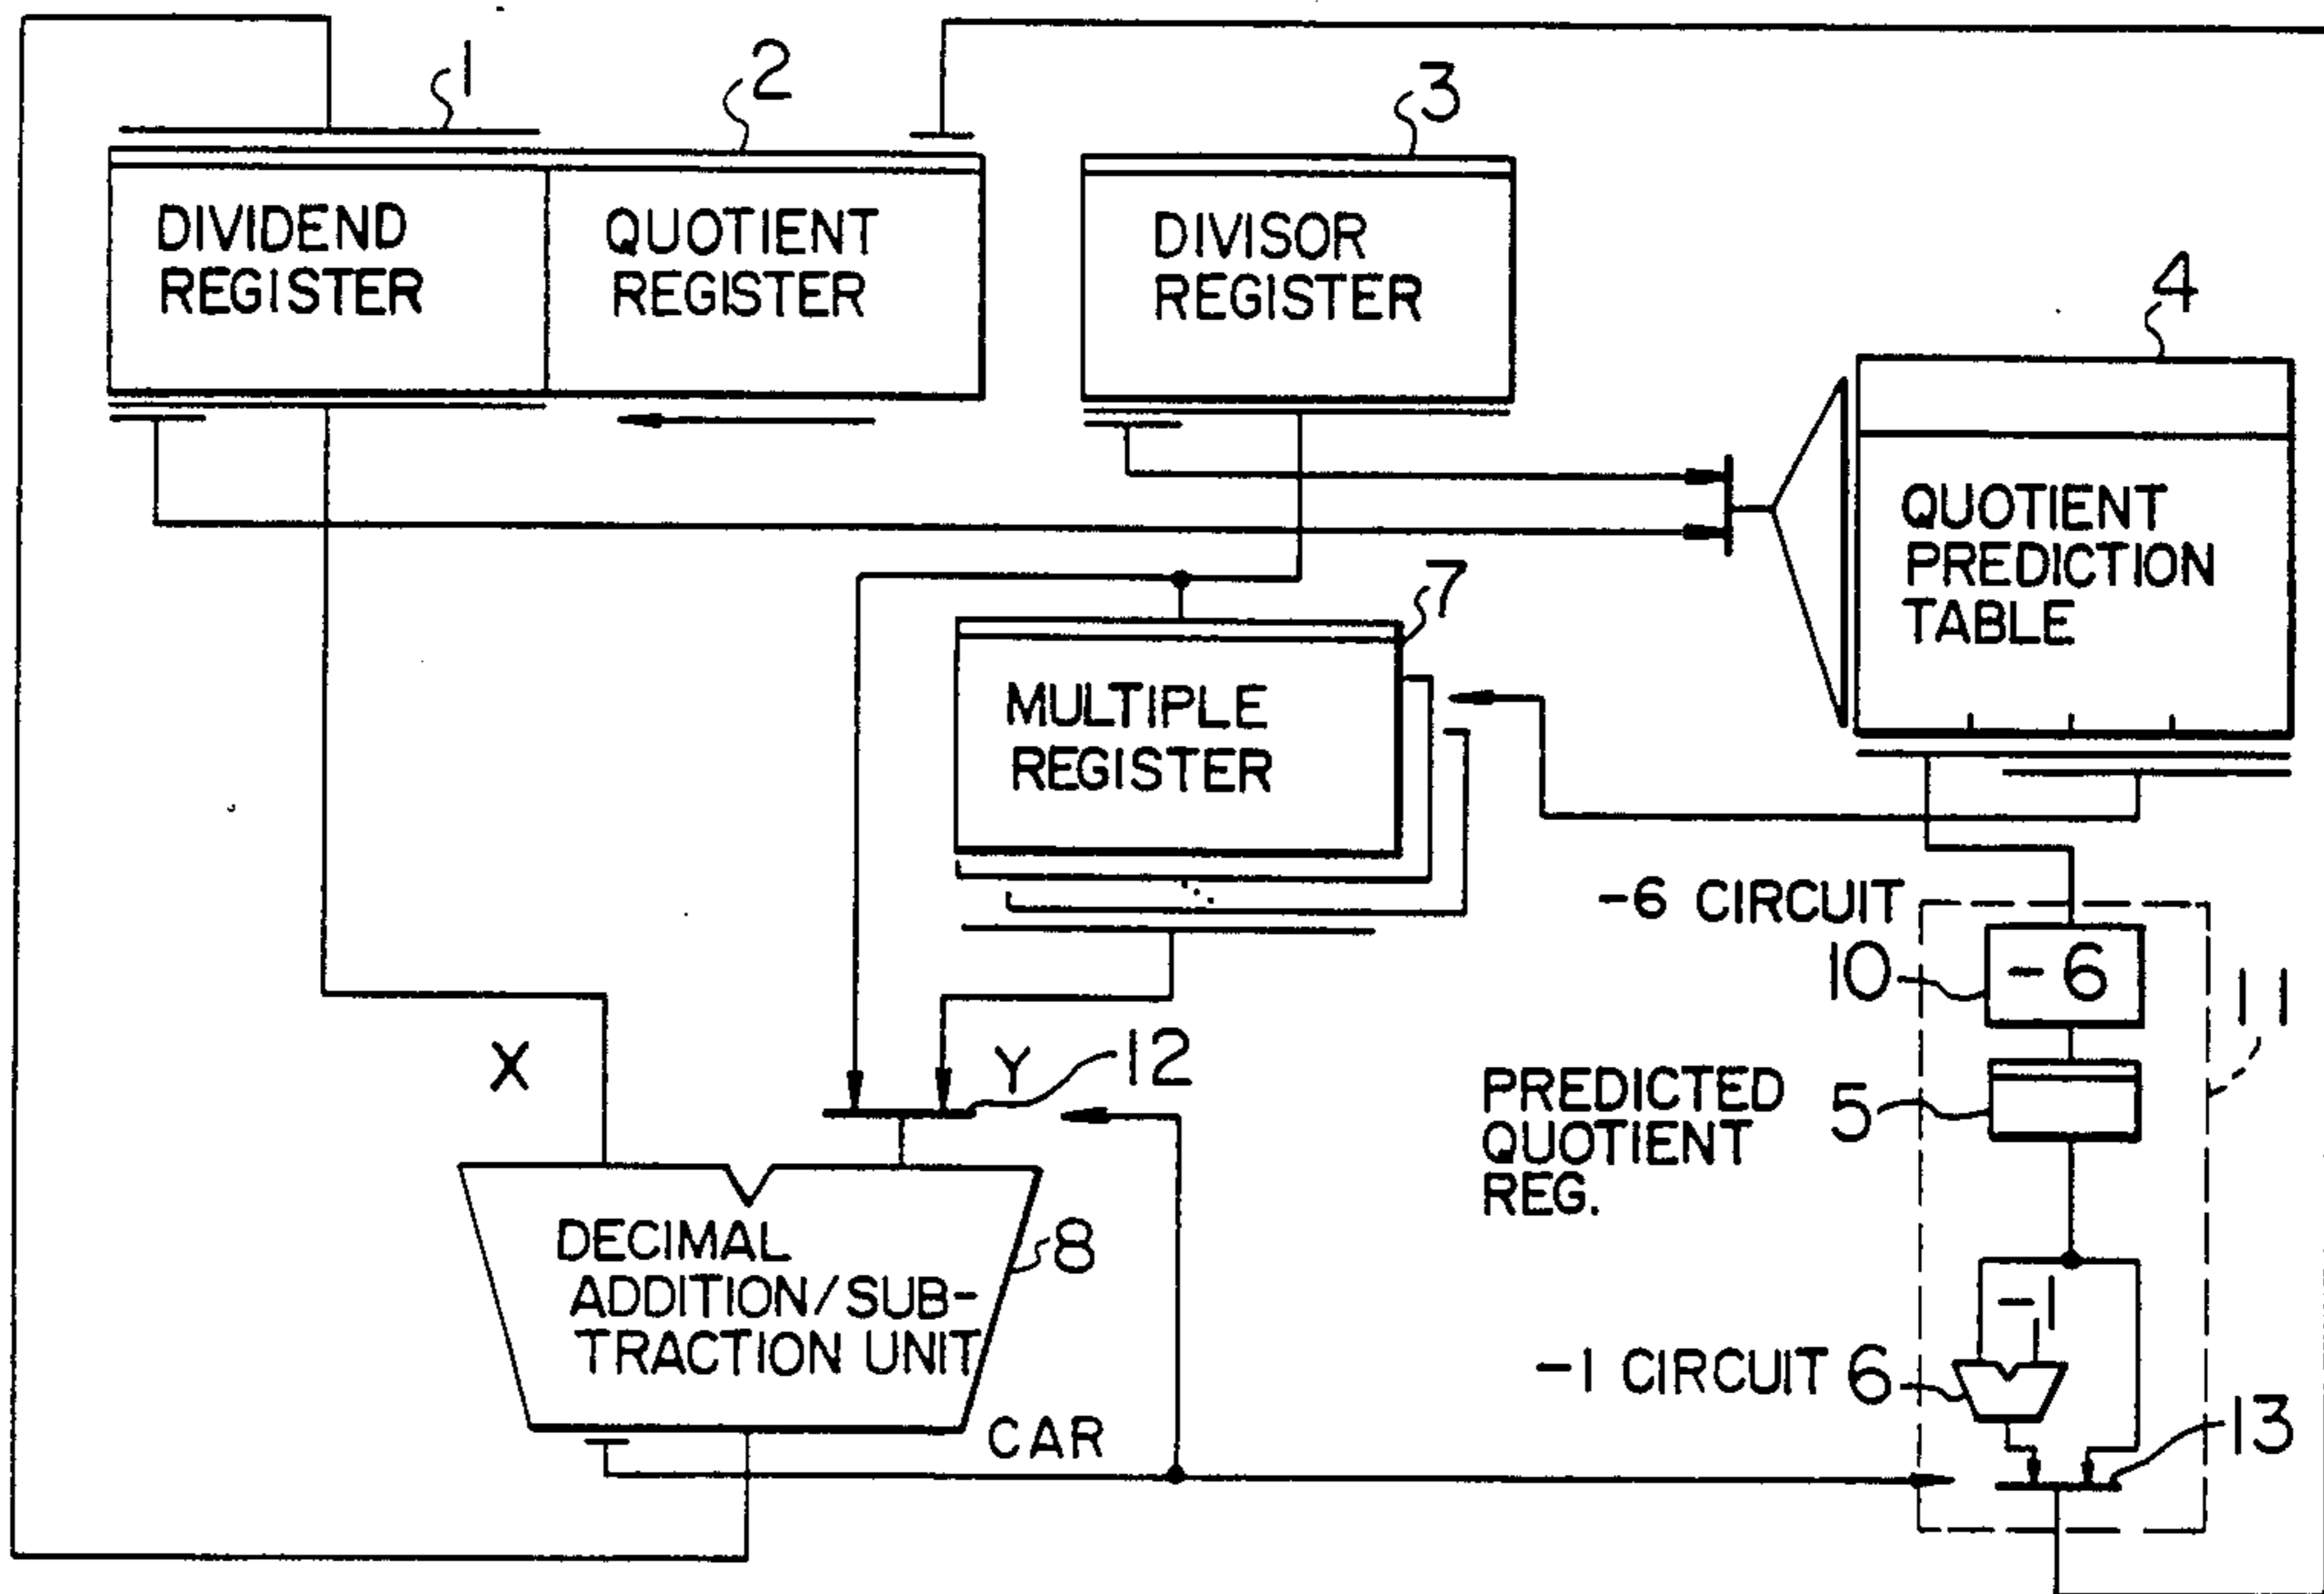 1
2
3
DIVIDEND
REGISTER
QUOTIENT
REGISTER
DIVISOR
REGISTER
4
QUOTIENT
PREDICTION
TABLE
7
MULTIPLE
REGISTER
-6 CIRCUIT
10
-6
11
X
Y
12
PREDICTED
QUOTIENT
REG.
5
DECIMAL
ADDITION/SUB-
TRACTION UNIT
8
-1
-1 CIRCUIT 6
CAR
13